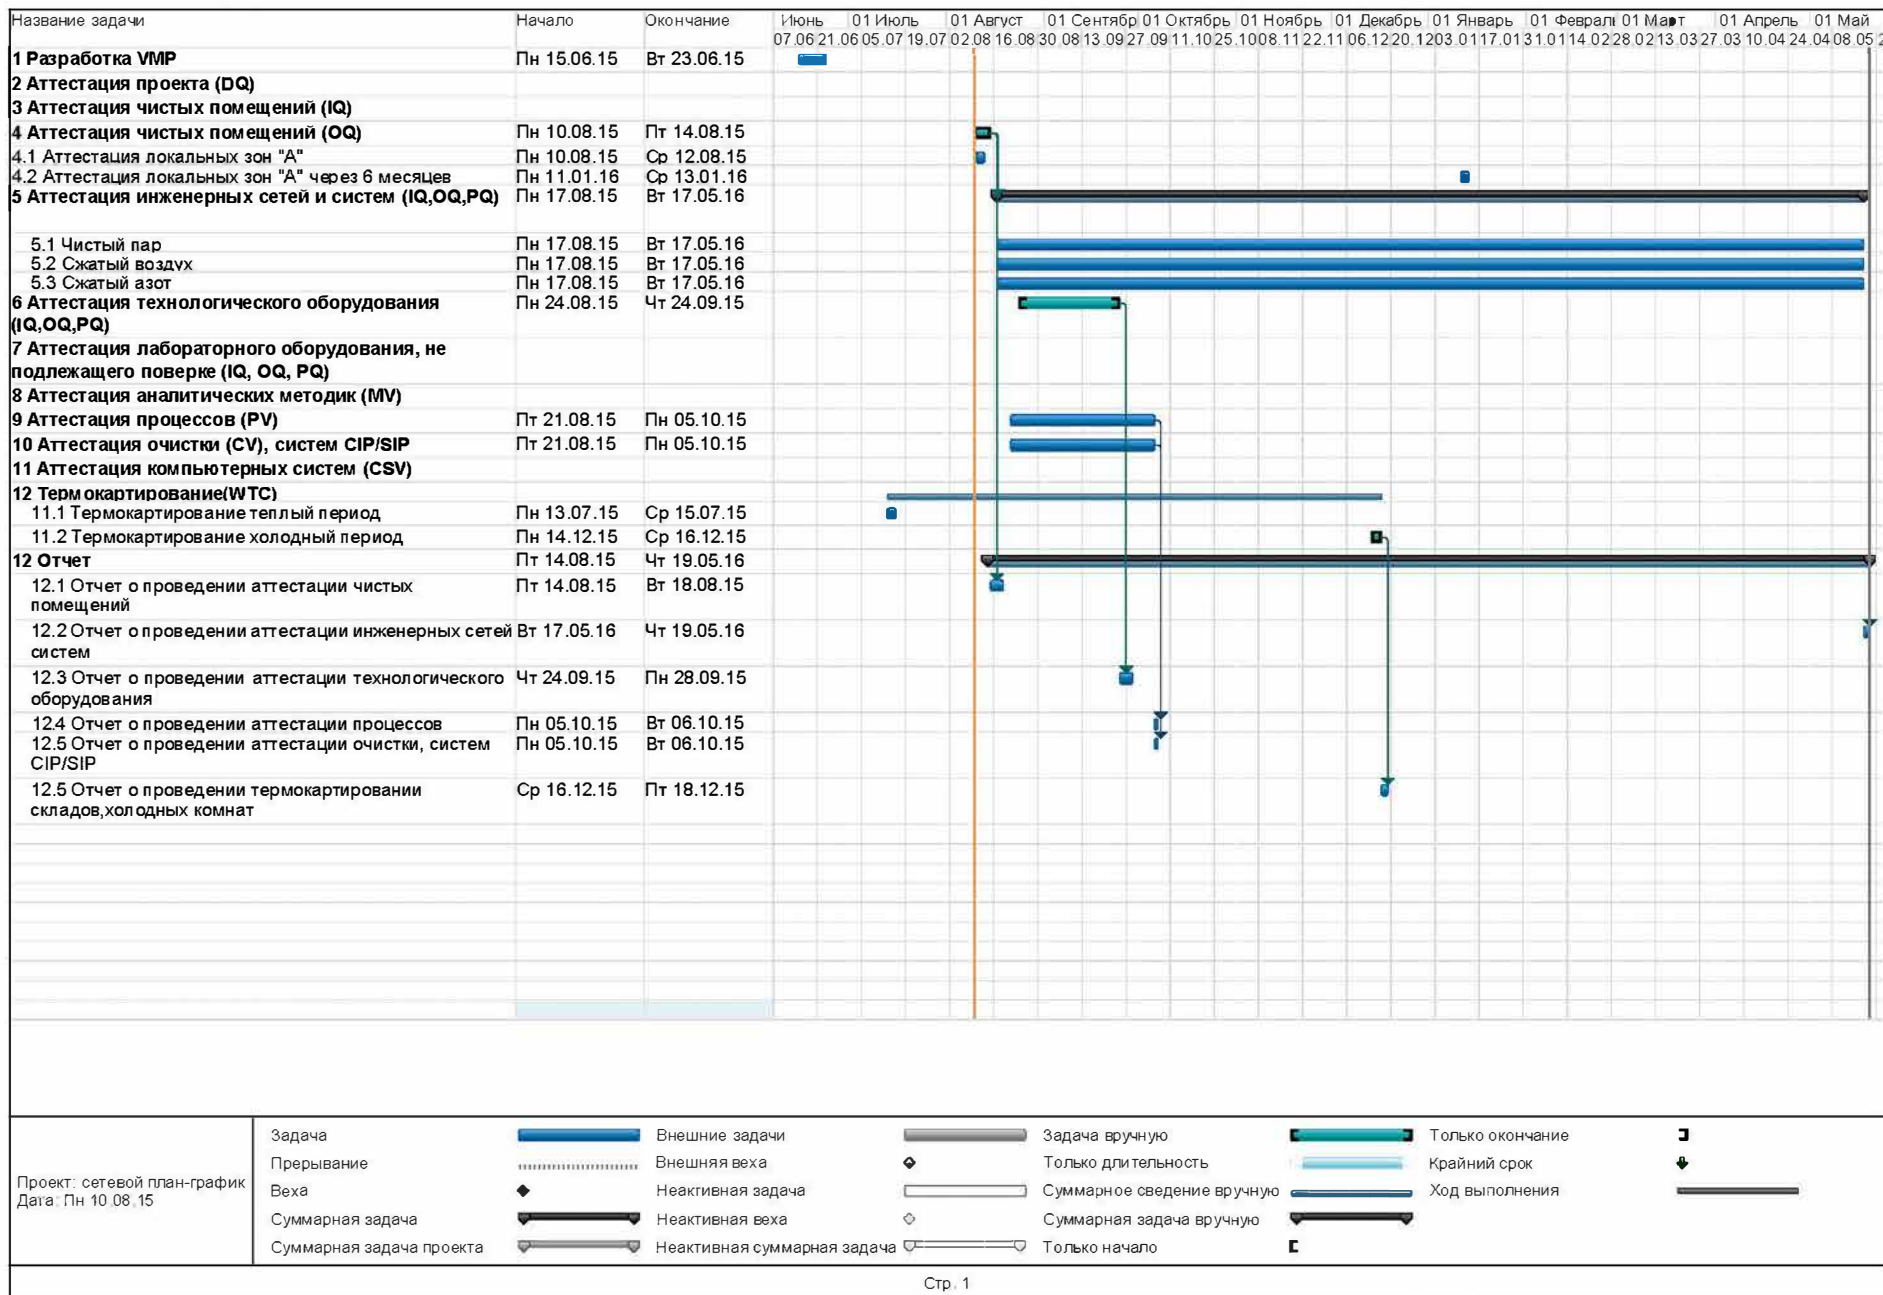 Название задачи Начало Окончание Июнь 01 Июль 01 Август 01 Сентябр 01 Октябрь 01 Ноябрь 01 Декабрь 01 Январь 01 Феврал 01 Март 01 Апрель 01 Май
07.06 21.06 05.07 19.07 02.08 16.08 30.08 13.09 27.09 11.10 25.10 08.11 22.11 06.12 20.12 03.01 17.01 31.01 14.02 28.02 13.03 27.03 10.04 24.04 08.05 2
1 Разработка VMP Пн 15.06.15 Вт 23.06.15
2 Аттестация проекта (DQ)
3 Аттестация чистых помещений (IQ)
4 Аттестация чистых помещений (OQ) Пн 10.08.15 Пт 14.08.15
4.1 Аттестация локальных зон "А" Пн 10.08.15 Ср 12.08.15
4.2 Аттестация локальных зон "А" через 6 месяцев Пн 11.01.16 Ср 13.01.16
5 Аттестация инженерных сетей и систем (IQ,OQ,PQ) Пн 17.08.15 Вт 17.05.16
5.1 Чистый пар Пн 17.08.15 Вт 17.05.16
5.2 Сжатый воздух Пн 17.08.15 Вт 17.05.16
5.3 Сжатый азот Пн 17.08.15 Вт 17.05.16
6 Аттестация технологического оборудования Пн 24.08.15 Чт 24.09.15
(IQ,OQ,PQ)
7 Аттестация лабораторного оборудования, не
подлежащего поверке (IQ, OQ, PQ)
8 Аттестация аналитических методик (MV)
9 Аттестация процессов (PV) Пт 21.08.15 Пн 05.10.15
10 Аттестация очистки (CV), систем CIP/SIP Пт 21.08.15 Пн 05.10.15
11 Аттестация компьютерных систем (CSV)
12 Термокартирование(WTC)
11.1 Термокартирование теплый период Пн 13.07.15 Ср 15.07.15
11.2 Термокартирование холодный период Пн 14.12.15 Ср 16.12.15
12 Отчет Пт 14.08.15 Чт 19.05.16
12.1 Отчет о проведении аттестации чистых Пт 14.08.15 Вт 18.08.15
помещений
12.2 Отчет о проведении аттестации инженерных сетей Вт 17.05.16 Чт 19.05.16
систем
12.3 Отчет о проведении аттестации технологического Чт 24.09.15 Пн 28.09.15
оборудования
12.4 Отчет о проведении аттестации процессов Пн 05.10.15 Вт 06.10.15
12.5 Отчет о проведении аттестации очистки, систем Пн 05.10.15 Вт 06.10.15
CIP/SIP
12.5 Отчет о проведении термокартировании Ср 16.12.15 Пт 18.12.15
складов,холодных комнат
Проект: сетевой план-график
Дата: Пн 10.08.15
Задача Внешние задачи Задача вручную Только окончание
Прерывание Внешняя веха Только длительность Крайний срок
Веха Неактивная задача Суммарное сведение вручную Ход выполнения
Суммарная задача Неактивная веха Суммарная задача вручную
Суммарная задача проекта Неактивная суммарная задача Только начало
Стр. 1